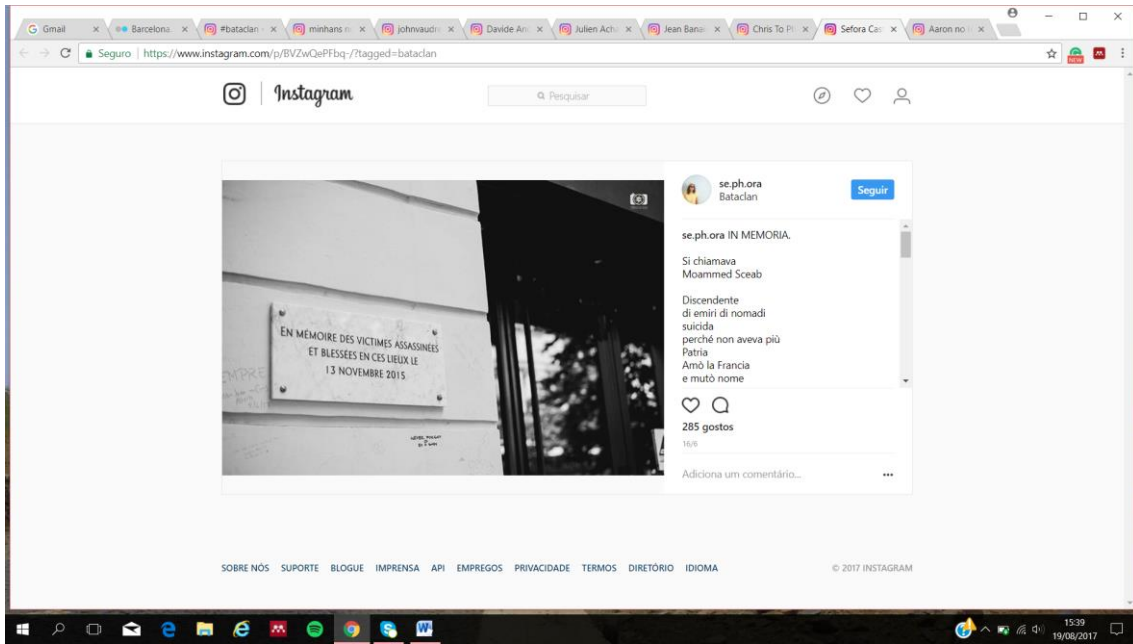 Gmail
Barcelona.
#bataclan
minhans n
johnvaudr
Davide An
Julien Ach
Jean Bana
Chris To P
Sefora Cas
Aaron no
Seguro
https://www.instagram.com/p/BVZwQePFbq-/?tagged=bataclan
NEW
Instagram
Pesquisar
EN MÉMOIRE DES VICTIMES ASSASSINÉES
ET BLESSÉES EN CES LIEUX LE
13 NOVEMBRE 2015
se.ph.ora
Bataclan
Seguir
se.ph.ora IN MEMORIA.
Si chiamava
Moammed Sceab
Discendente
di emiri di nomadi
suicida
perché non aveva più
Patria
Amò la Francia
e mutò nome
285 gostos
16/6
Adiciona um comentário...
SOBRE NÓS SUPORTE BLOGUE IMPRENSA API EMPREGOS PRIVACIDADE TERMOS DIRETÓRIO IDIOMA
© 2017 INSTAGRAM
15:39
19/08/2017